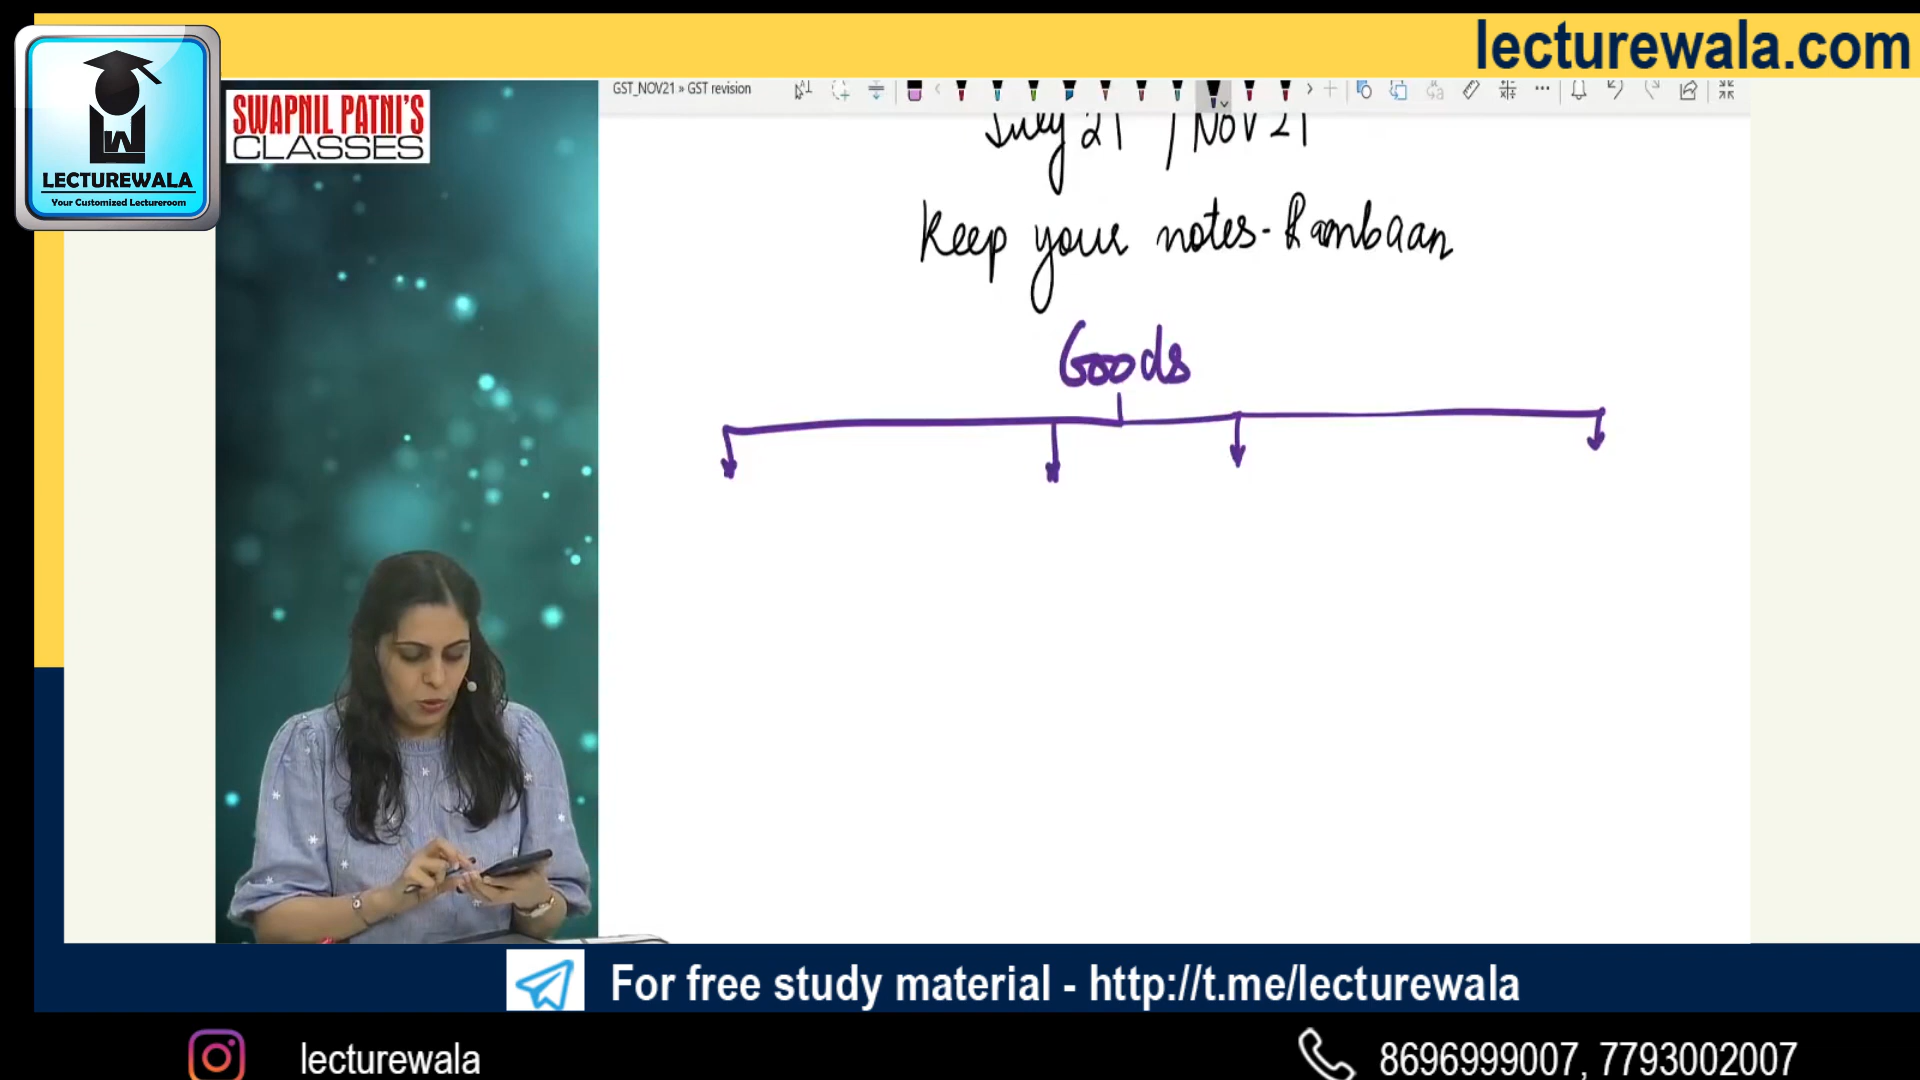 lecturewala.com
LW
LECTUREWALA
Your Customized Lectureroom
SWAPNIL PATNI'S
CLASSES
GST_NOV21 » GST revision
July 21 / Nov 21
Keep your notes - Rambaan
Goods
For free study material - http://t.me/lecturewala
lecturewala
8696999007, 7793002007